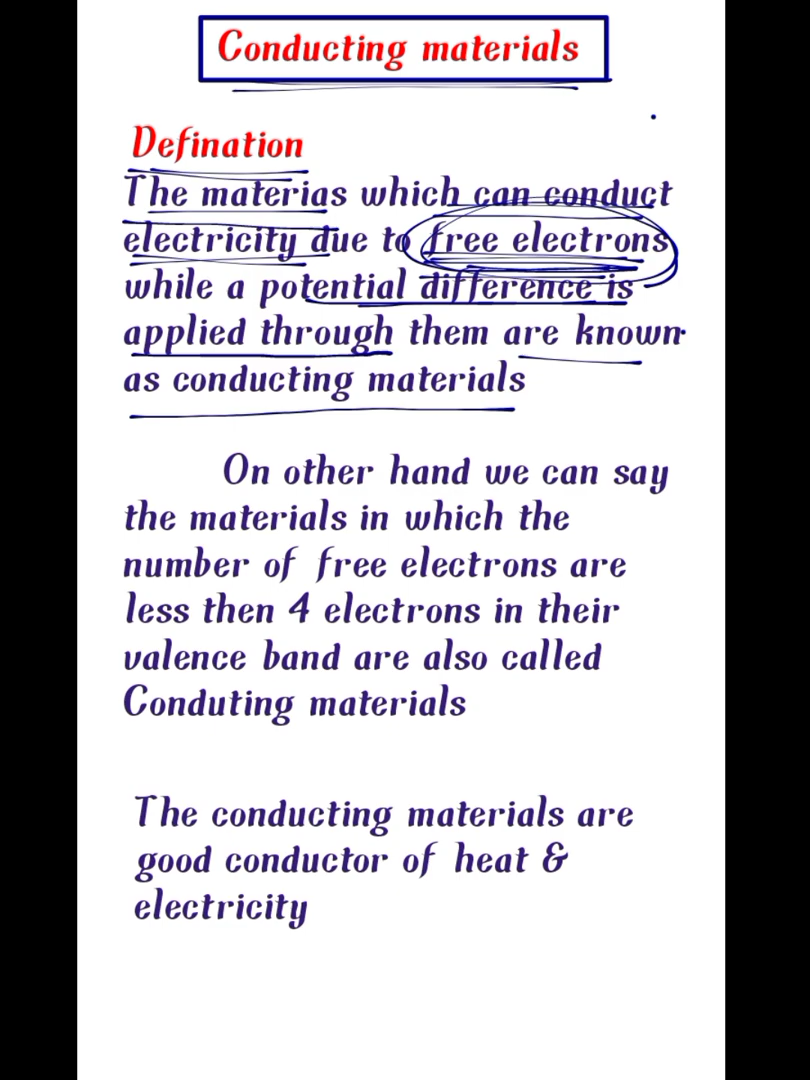 Conducting materials
Defination
The materias which can conduct
electricity due to free electrons
while a potential difference is
applied through them are known
as conducting materials
On other hand we can say
the materials in which the
number of free electrons are
less then 4 electrons in their
valence band are also called
Conduting materials
The conducting materials are
good conductor of heat &
electricity